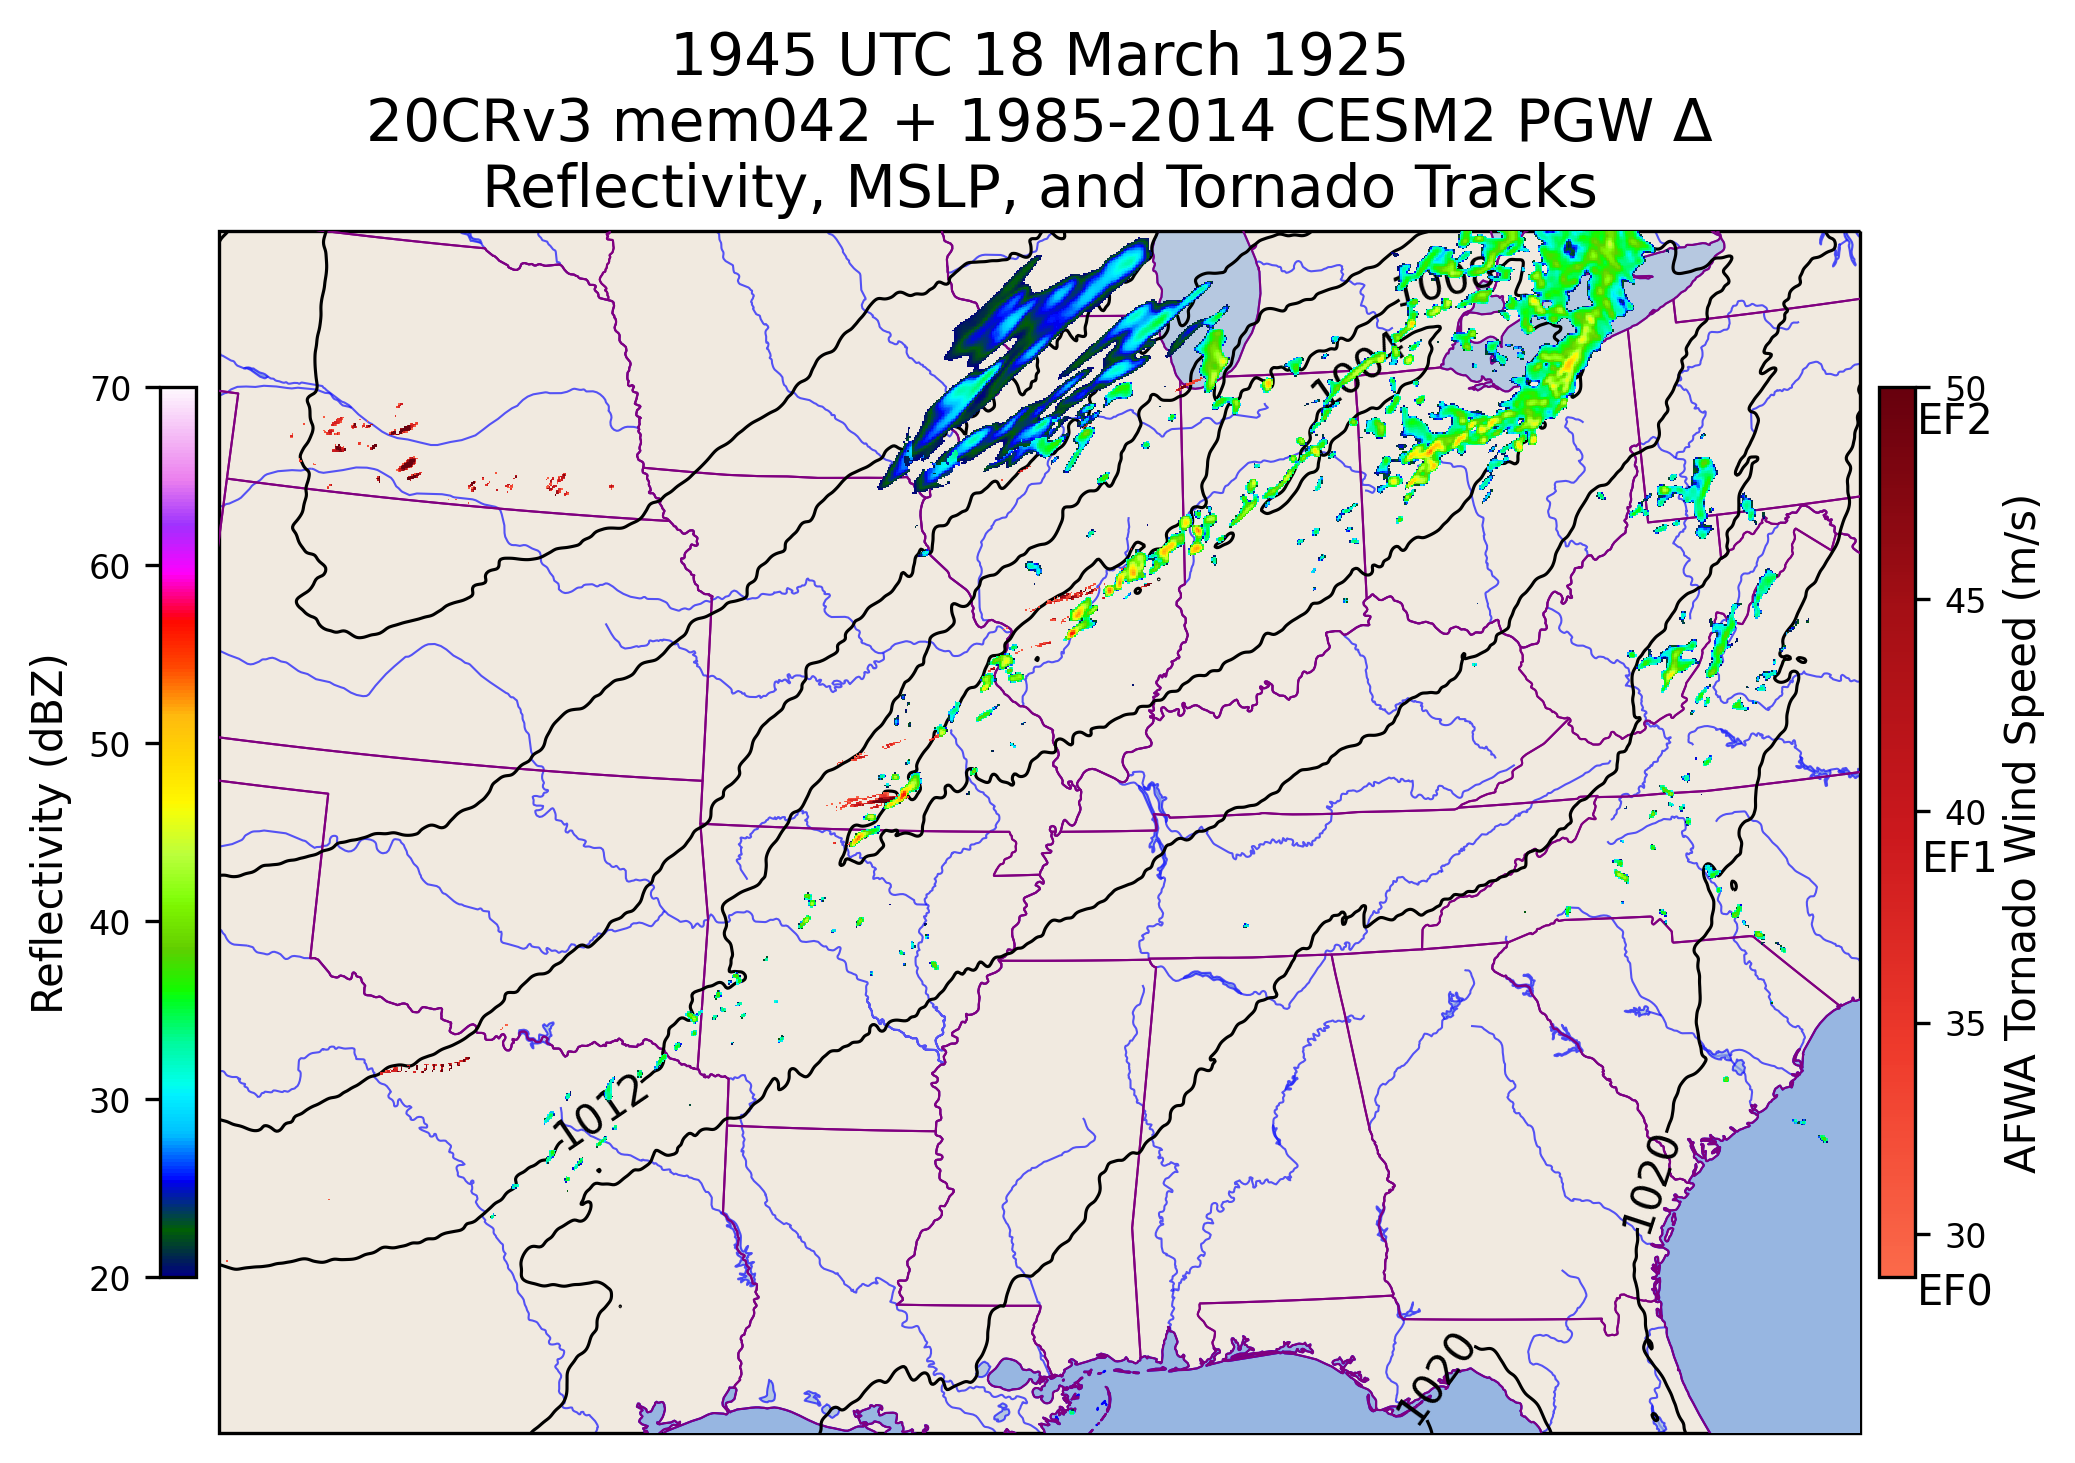 1945 UTC 18 March 1925
20CRv3 mem042 + 1985-2014 CESM2 PGW Δ
Reflectivity, MSLP, and Tornado Tracks
1008
1004
1012
1020
1020
70
60
50
40
30
20
Reflectivity (dBZ)
50
EF2
45
40
EF1
35
30
EF0
AFWA Tornado Wind Speed (m/s)